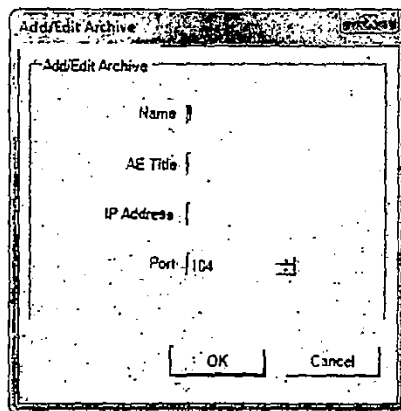 Add/Edit Archive
Add/Edit Archive
Name
AE Title
IP Address
Port 104
OK Cancel